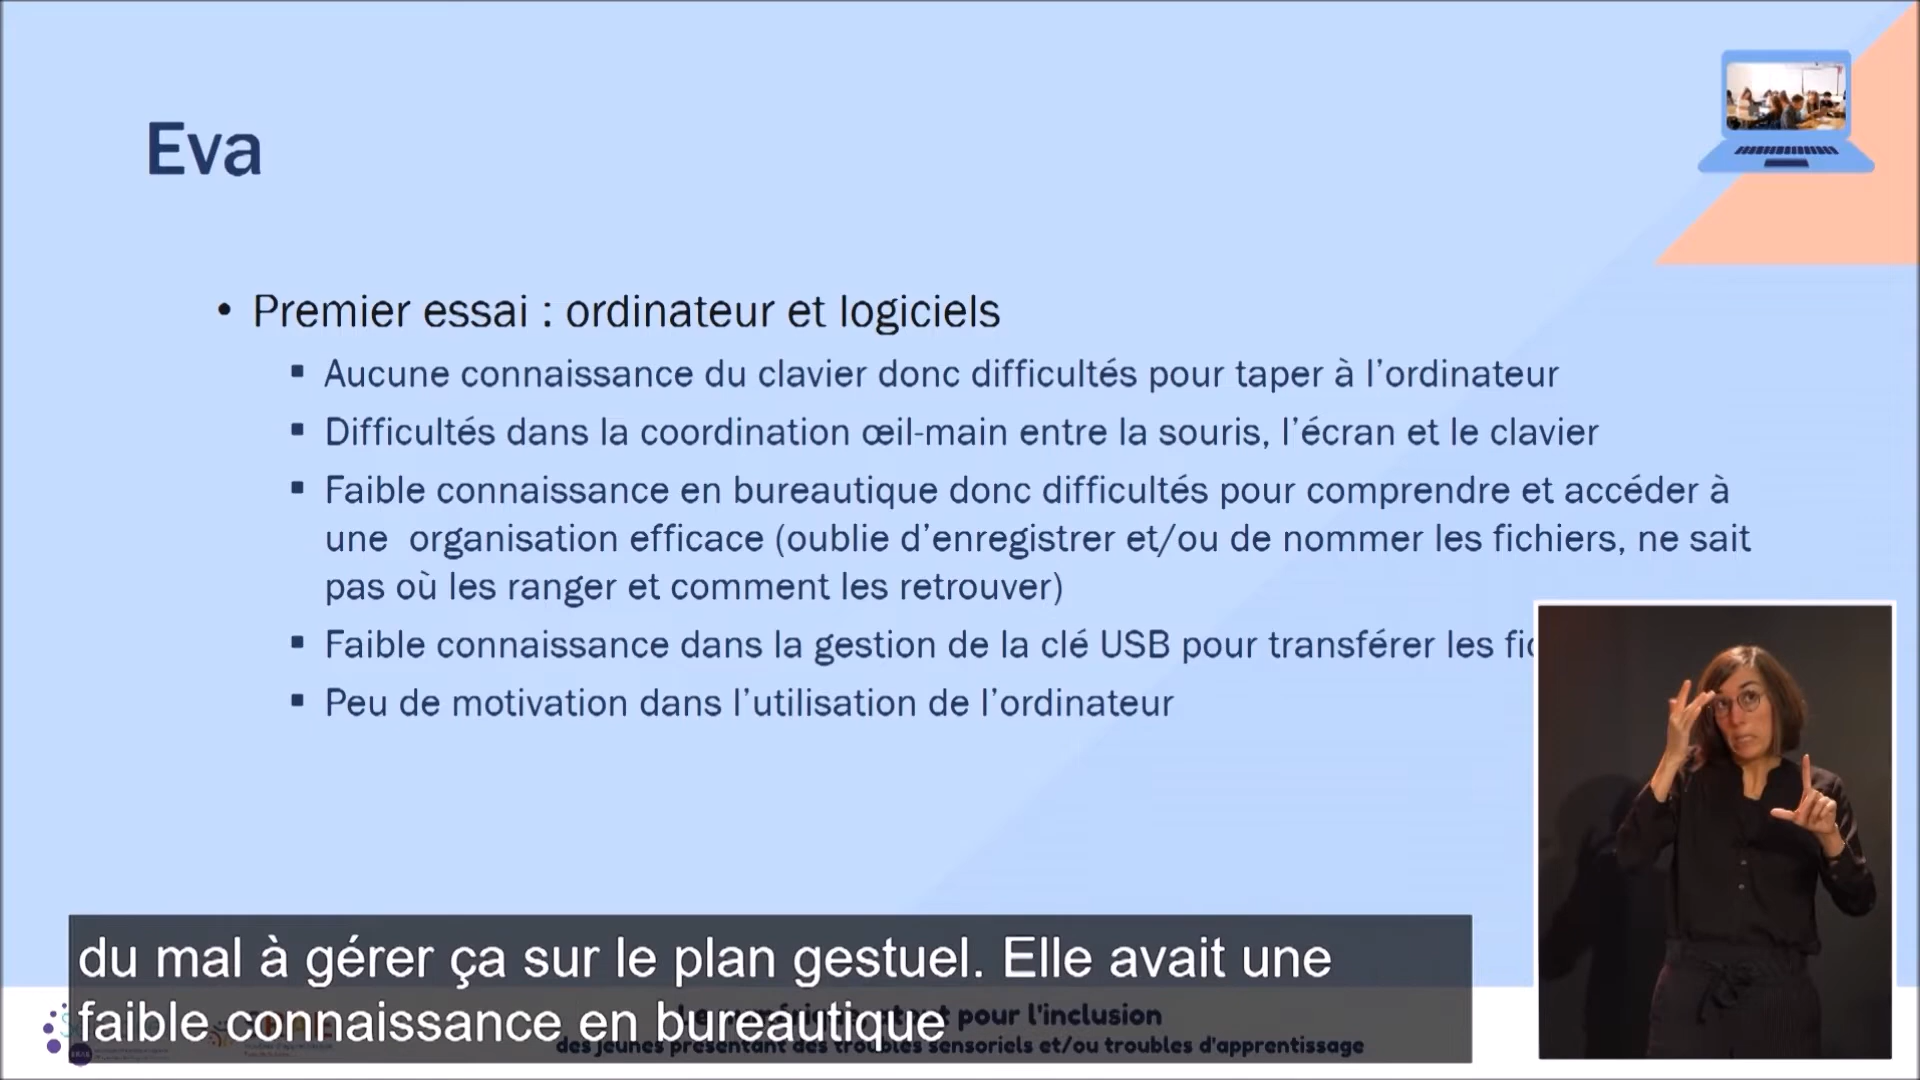 Eva
• Premier essai : ordinateur et logiciels
▪ Aucune connaissance du clavier donc difficultés pour taper à l’ordinateur
▪ Difficultés dans la coordination œil-main entre la souris, l’écran et le clavier
▪ Faible connaissance en bureautique donc difficultés pour comprendre et accéder à
une organisation efficace (oublie d’enregistrer et/ou de nommer les fichiers, ne sait
pas où les ranger et comment les retrouver)
▪ Faible connaissance dans la gestion de la clé USB pour transférer les
▪ Peu de motivation dans l’utilisation de l’ordinateur
du mal à gérer ça sur le plan gestuel. Elle avait une
faible connaissance en bureautique
pour l'inclusion
des jeunes présentant des troubles sensoriels et/ou troubles d'apprentissage